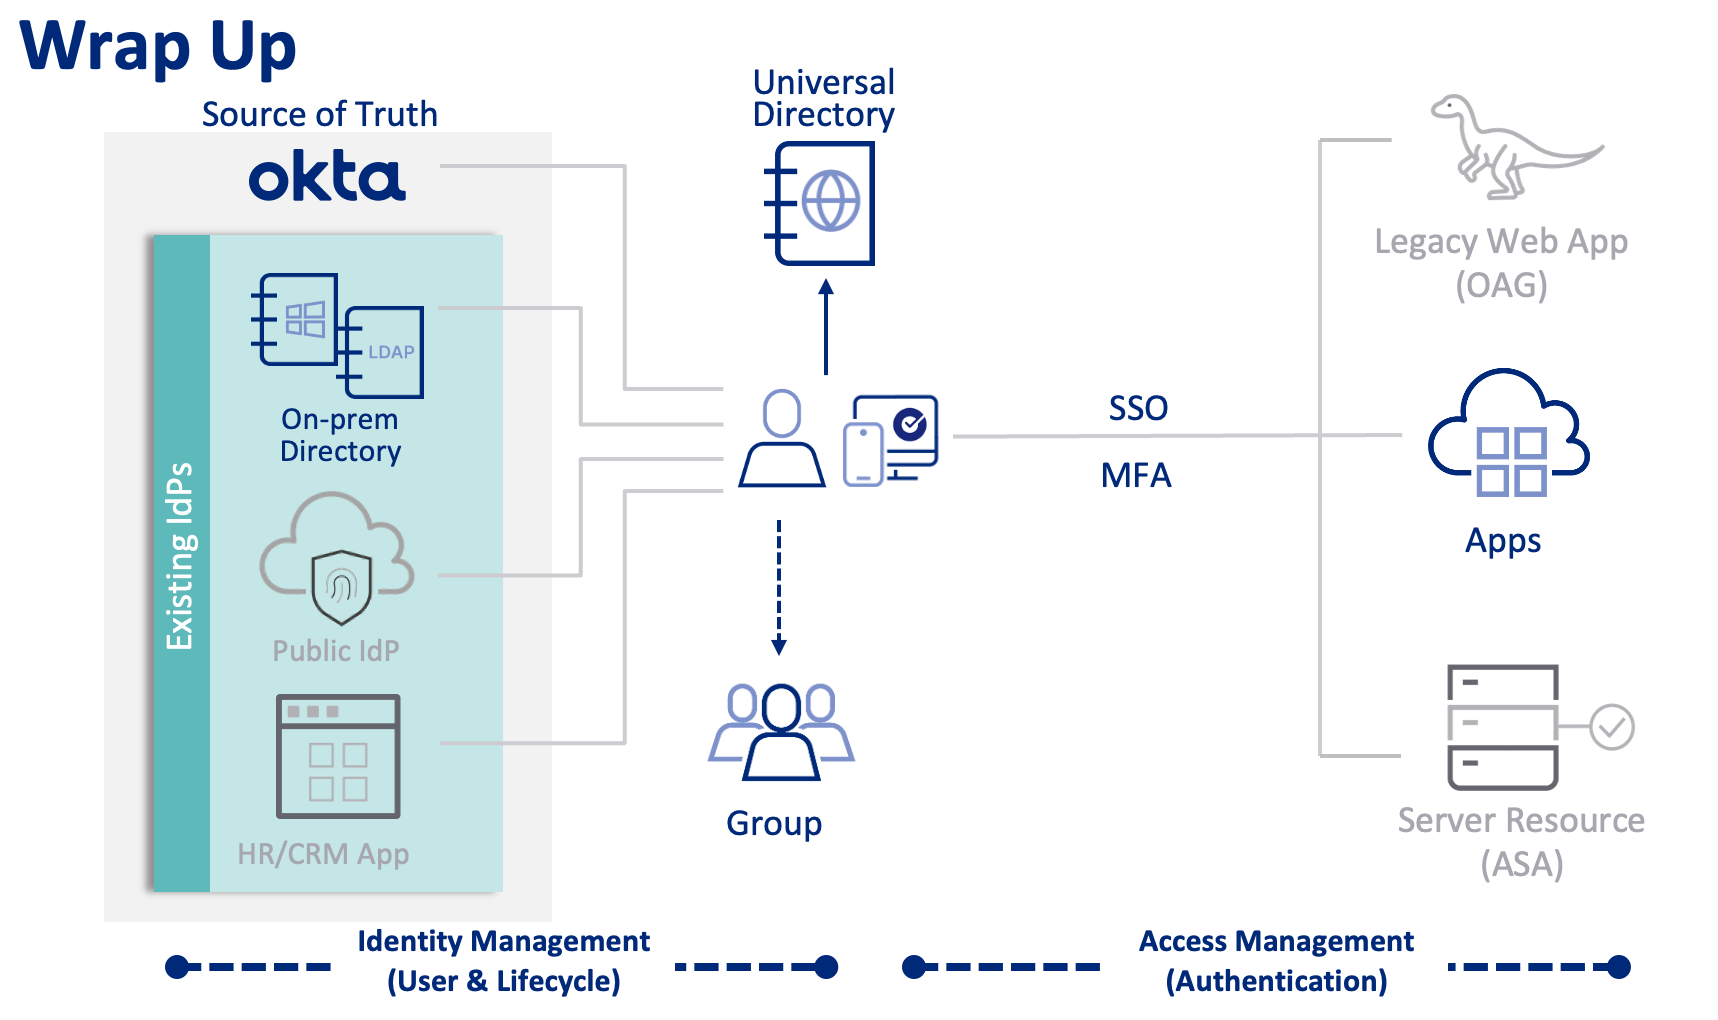 Wrap Up
Source of Truth
okta
Existing IdPs
LDAP
On-prem
Directory
Public IdP
HR/CRM App
Universal
Directory
Group
SSO
MFA
Legacy Web App
(OAG)
Apps
Server Resource
(ASA)
Identity Management
(User & Lifecycle)
Access Management
(Authentication)